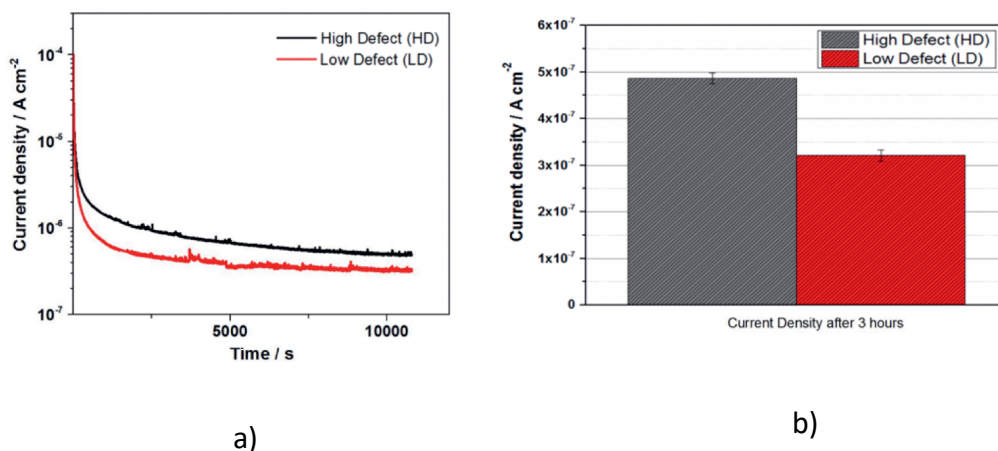 High Defect (HD)
Low Defect (LD)
10⁻⁴
10⁻⁵
10⁻⁶
10⁻⁷
Current density / A cm⁻²
5000
10000
Time / s
a)
High Defect (HD)
Low Defect (LD)
6x10⁻⁷
5x10⁻⁷
4x10⁻⁷
3x10⁻⁷
2x10⁻⁷
1x10⁻⁷
0
Current density / A cm⁻²
Current Density after 3 hours
b)